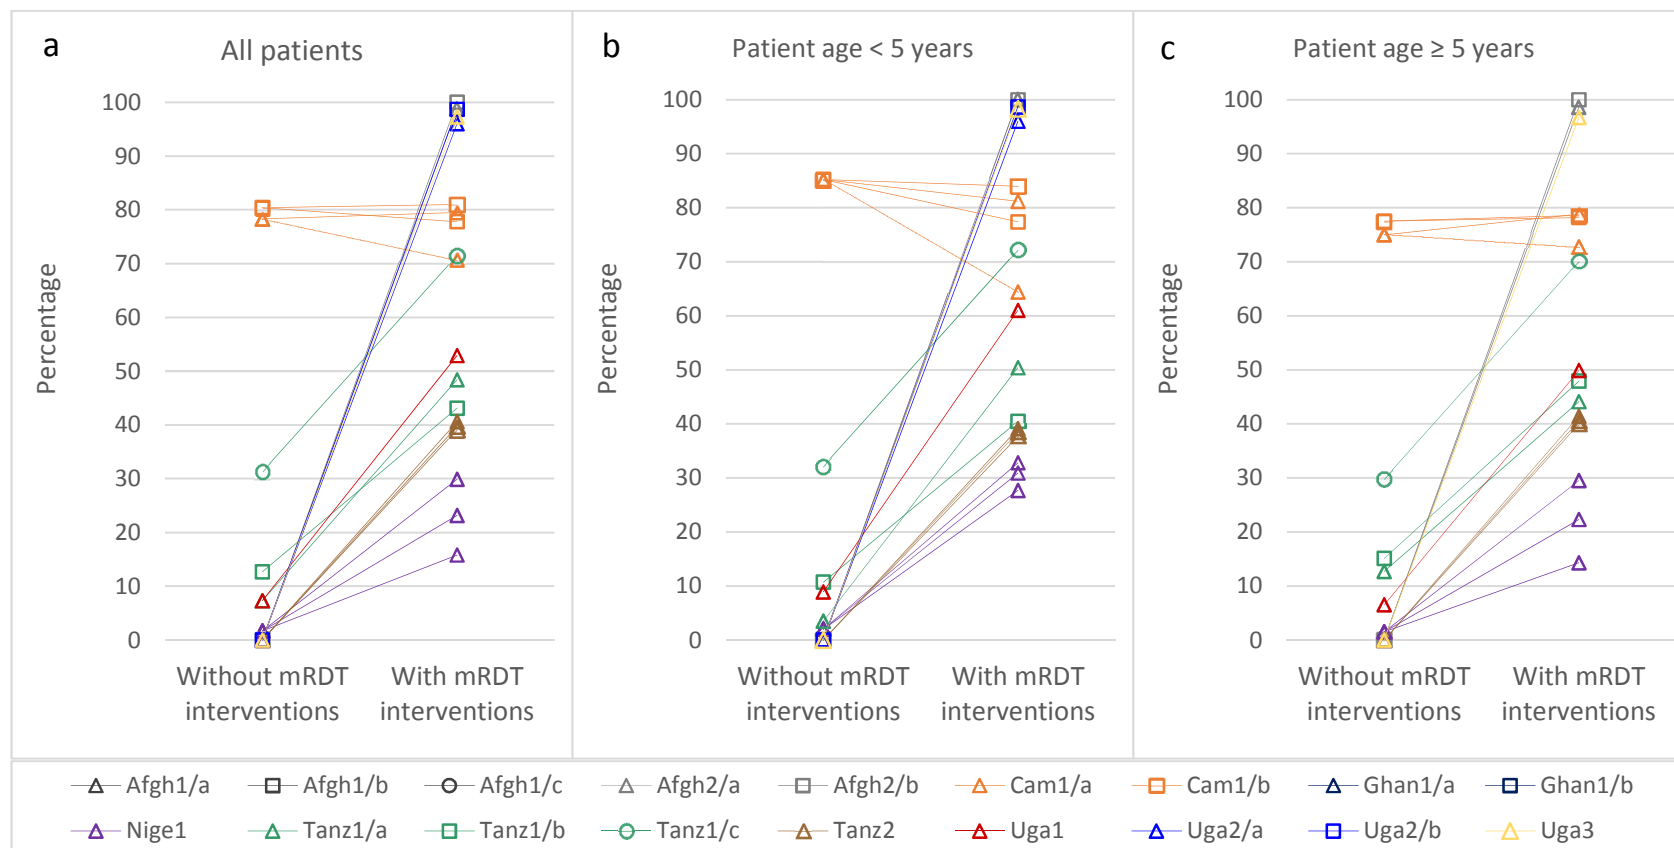 a
All patients
Percentage
100
90
80
70
60
50
40
30
20
10
0
Without mRDT
interventions
With mRDT
interventions
b
Patient age < 5 years
Percentage
100
90
80
70
60
50
40
30
20
10
0
Without mRDT
interventions
With mRDT
interventions
c
Patient age ≥ 5 years
Percentage
100
90
80
70
60
50
40
30
20
10
0
Without mRDT
interventions
With mRDT
interventions
Afgh1/a Afgh1/b Afgh1/c Afgh2/a Afgh2/b Cam1/a Cam1/b Ghan1/a Ghan1/b
Nige1 Tanz1/a Tanz1/b Tanz1/c Tanz2 Uga1 Uga2/a Uga2/b Uga3